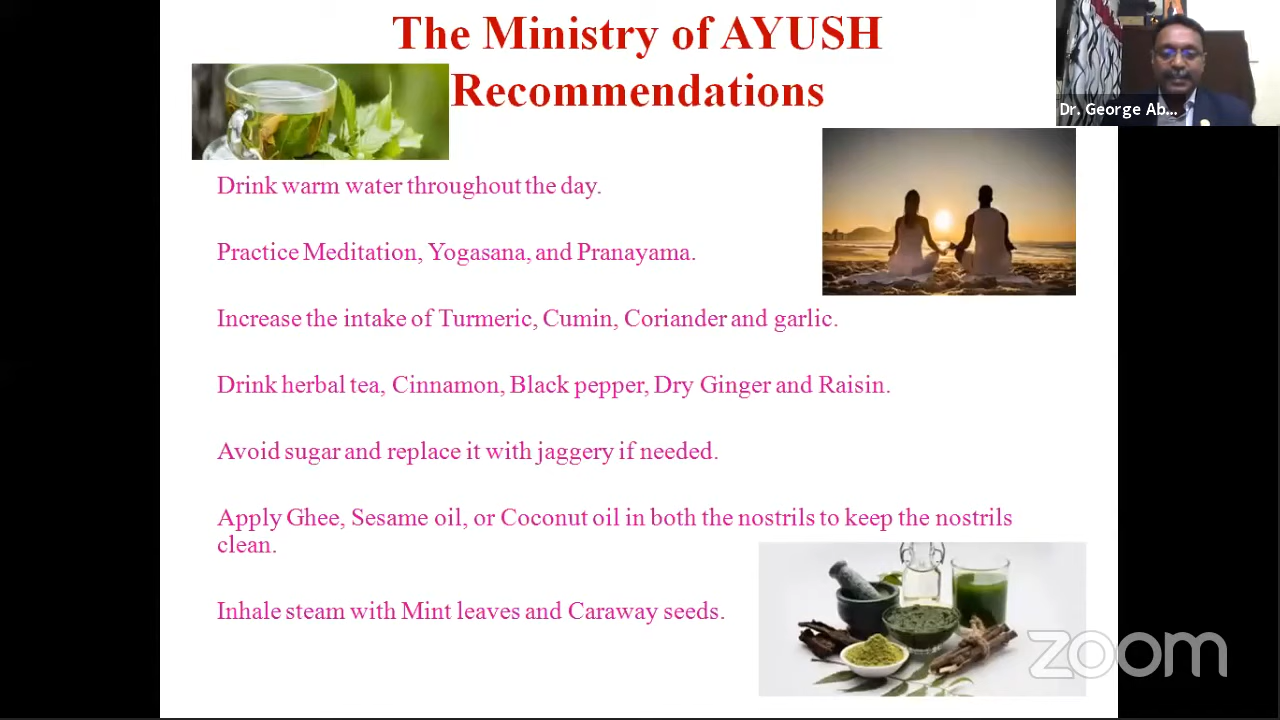 The Ministry of AYUSH
Recommendations
Dr. George Ab...
Drink warm water throughout the day.
Practice Meditation, Yogasana, and Pranayama.
Increase the intake of Turmeric, Cumin, Coriander and garlic.
Drink herbal tea, Cinnamon, Black pepper, Dry Ginger and Raisin.
Avoid sugar and replace it with jaggery if needed.
Apply Ghee, Sesame oil, or Coconut oil in both the nostrils to keep the nostrils
clean.
Inhale steam with Mint leaves and Caraway seeds.
zoom